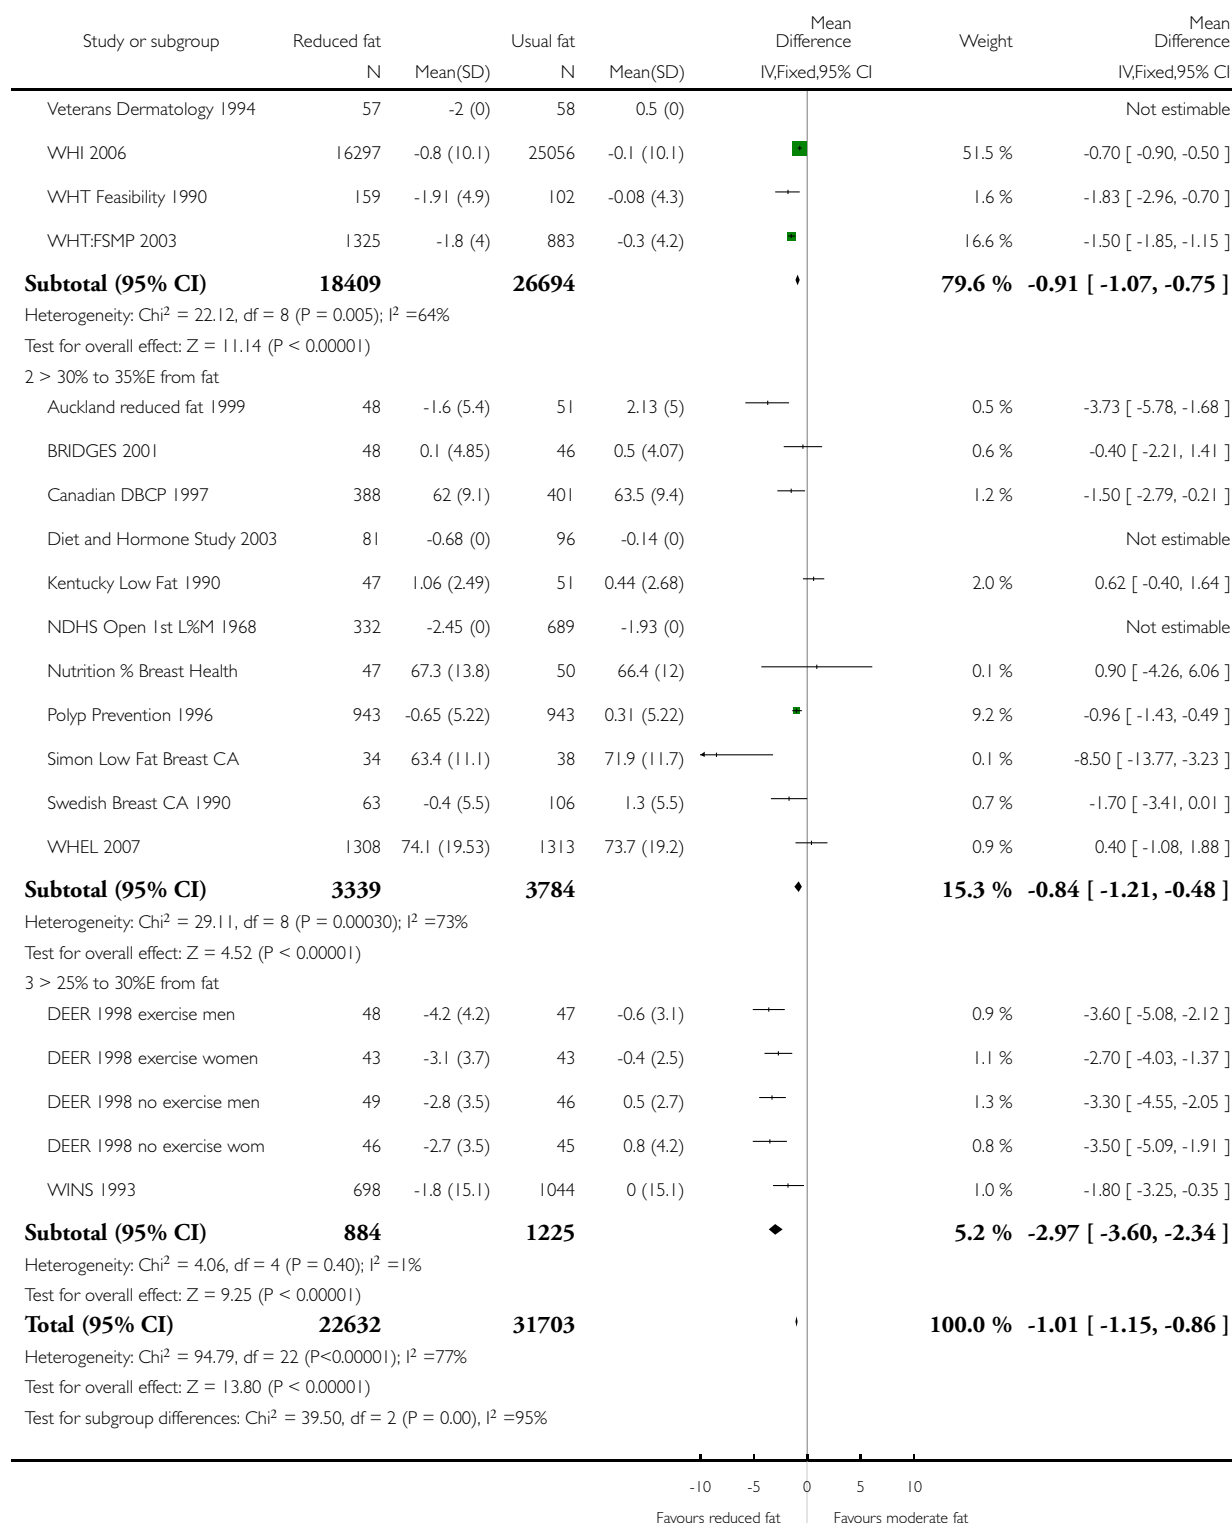 Study or subgroup Reduced fat Usual fat Mean Difference Weight Mean Difference
N Mean(SD) N Mean(SD) IV,Fixed,95% CI IV,Fixed,95% CI
Veterans Dermatology 1994 57 -2 (0) 58 0.5 (0) Not estimable
WHI 2006 16297 -0.8 (10.1) 25056 -0.1 (10.1) 51.5 % -0.70 [ -0.90, -0.50 ]
WHT Feasibility 1990 159 -1.91 (4.9) 102 -0.08 (4.3) 1.6 % -1.83 [ -2.96, -0.70 ]
WHT:FSMP 2003 1325 -1.8 (4) 883 -0.3 (4.2) 16.6 % -1.50 [ -1.85, -1.15 ]
Subtotal (95% CI) 18409 26694 79.6 % -0.91 [ -1.07, -0.75 ]
Heterogeneity: Chi² = 22.12, df = 8 (P = 0.005); I² =64%
Test for overall effect: Z = 11.14 (P < 0.00001)
2 > 30% to 35%E from fat
Auckland reduced fat 1999 48 -1.6 (5.4) 51 2.13 (5) 0.5 % -3.73 [ -5.78, -1.68 ]
BRIDGES 2001 48 0.1 (4.85) 46 0.5 (4.07) 0.6 % -0.40 [ -2.21, 1.41 ]
Canadian DBCP 1997 388 62 (9.1) 401 63.5 (9.4) 1.2 % -1.50 [ -2.79, -0.21 ]
Diet and Hormone Study 2003 81 -0.68 (0) 96 -0.14 (0) Not estimable
Kentucky Low Fat 1990 47 1.06 (2.49) 51 0.44 (2.68) 2.0 % 0.62 [ -0.40, 1.64 ]
NDHS Open 1st L%M 1968 332 -2.45 (0) 689 -1.93 (0) Not estimable
Nutrition % Breast Health 47 67.3 (13.8) 50 66.4 (12) 0.1 % 0.90 [ -4.26, 6.06 ]
Polyp Prevention 1996 943 -0.65 (5.22) 943 0.31 (5.22) 9.2 % -0.96 [ -1.43, -0.49 ]
Simon Low Fat Breast CA 34 63.4 (11.1) 38 71.9 (11.7) 0.1 % -8.50 [ -13.77, -3.23 ]
Swedish Breast CA 1990 63 -0.4 (5.5) 106 1.3 (5.5) 0.7 % -1.70 [ -3.41, 0.01 ]
WHEL 2007 1308 74.1 (19.53) 1313 73.7 (19.2) 0.9 % 0.40 [ -1.08, 1.88 ]
Subtotal (95% CI) 3339 3784 15.3 % -0.84 [ -1.21, -0.48 ]
Heterogeneity: Chi² = 29.11, df = 8 (P = 0.00030); I² =73%
Test for overall effect: Z = 4.52 (P < 0.00001)
3 > 25% to 30%E from fat
DEER 1998 exercise men 48 -4.2 (4.2) 47 -0.6 (3.1) 0.9 % -3.60 [ -5.08, -2.12 ]
DEER 1998 exercise women 43 -3.1 (3.7) 43 -0.4 (2.5) 1.1 % -2.70 [ -4.03, -1.37 ]
DEER 1998 no exercise men 49 -2.8 (3.5) 46 0.5 (2.7) 1.3 % -3.30 [ -4.55, -2.05 ]
DEER 1998 no exercise wom 46 -2.7 (3.5) 45 0.8 (4.2) 0.8 % -3.50 [ -5.09, -1.91 ]
WINS 1993 698 -1.8 (15.1) 1044 0 (15.1) 1.0 % -1.80 [ -3.25, -0.35 ]
Subtotal (95% CI) 884 1225 5.2 % -2.97 [ -3.60, -2.34 ]
Heterogeneity: Chi² = 4.06, df = 4 (P = 0.40); I² =1%
Test for overall effect: Z = 9.25 (P < 0.00001)
Total (95% CI) 22632 31703 100.0 % -1.01 [ -1.15, -0.86 ]
Heterogeneity: Chi² = 94.79, df = 22 (P<0.00001); I² =77%
Test for overall effect: Z = 13.80 (P < 0.00001)
Test for subgroup differences: Chi² = 39.50, df = 2 (P = 0.00), I² =95%
-10 -5 0 5 10
Favours reduced fat Favours moderate fat